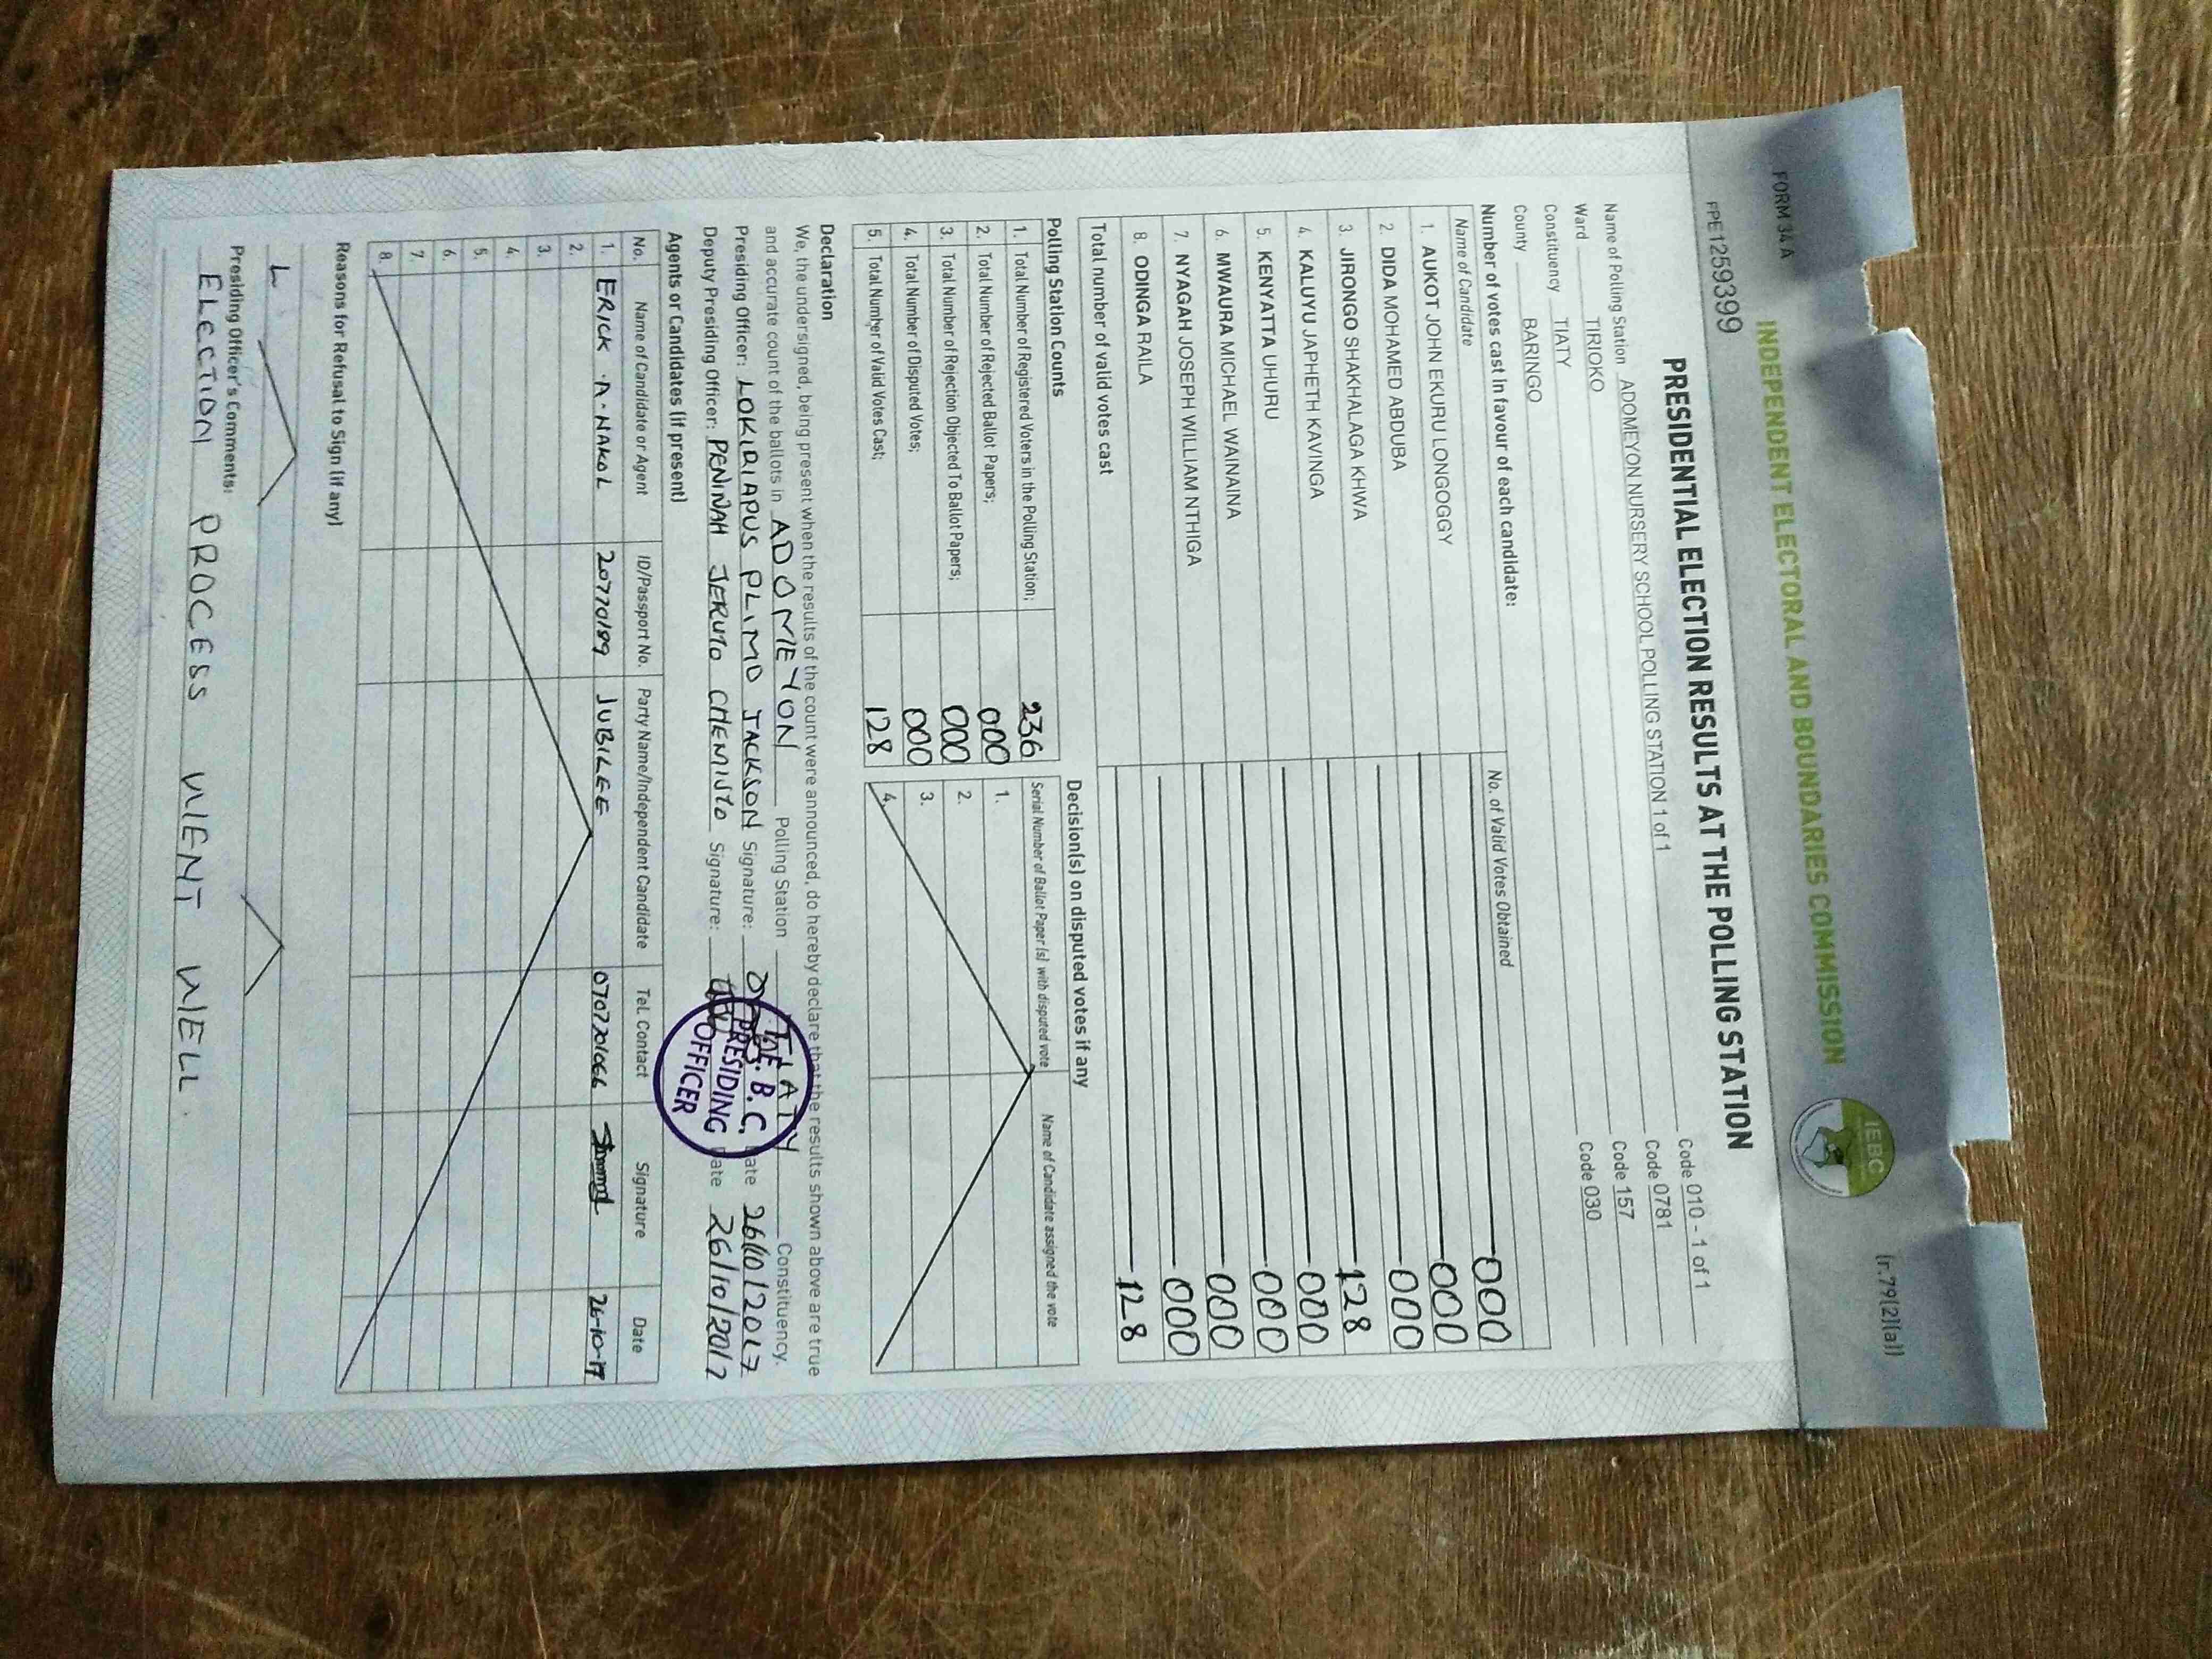 FORM 34 A
(r.79(2)(a))
INDEPENDENT ELECTORAL AND BOUNDARIES COMMISSION
IEBC
FPE1259399
PRESIDENTIAL ELECTION RESULTS AT THE POLLING STATION
Name of Polling Station ADOMEYON NURSERY SCHOOL POLLING STATION 1 of 1 Code 010 - 1 of 1
Ward TIRIOKO Code 0781
Constituency TIATY Code 157
County BARINGO Code 030
Number of votes cast in favour of each candidate:
Name of Candidate No. of Valid Votes Obtained
1. AUKOT JOHN EKURU LONGOGGY 000
2. DIDA MOHAMED ABDUBA 000
3. JIRONGO SHAKHALAGA KHWA 000
4. KALUYU JAPHETH KAVINGA 128
5. KENYATTA UHURU 000
6. MWAURA MICHAEL WAINAINA 000
7. NYAGAH JOSEPH WILLIAM NTHIGA 000
8. ODINGA RAILA 000
Total number of valid votes cast 128
Polling Station Counts
1. Total Number of Registered Voters in the Polling Station; 236
2. Total Number of Rejected Ballot Papers; 000
3. Total Number of Rejection Objected To Ballot Papers; 000
4. Total Number of Disputed Votes; 000
5. Total Number of Valid Votes Cast; 128
Decision(s) on disputed votes if any
Serial Number of Ballot Paper (s) with disputed vote Name of Candidate assigned the vote
1.
2.
3.
4.
Declaration
We, the undersigned, being present when the results of the count were announced, do hereby declare that the results shown above are true
and accurate count of the ballots in ADOMEYON Polling Station TIATY Constituency.
Presiding Officer: LOKIRIAPUS PLIMO JACKSON Signature: Date 26/10/2017
Deputy Presiding Officer: PENINAH JERUTO CHEMISTO Signature: Date 26/10/2017
I.E.B.C.
PRESIDING
OFFICER
Agents or Candidates (if present)
No. Name of Candidate or Agent ID/Passport No. Party Name/Independent Candidate Tel. Contact Signature Date
1. ERICK .A. NAKOL 20770189 JUBILEE 0707201066 26-10-17
2.
3.
4.
5.
6.
7.
8.
Reasons for Refusal to Sign (if any)
Presiding Officer's Comments:
ELECTION PROCESS WENT WELL.